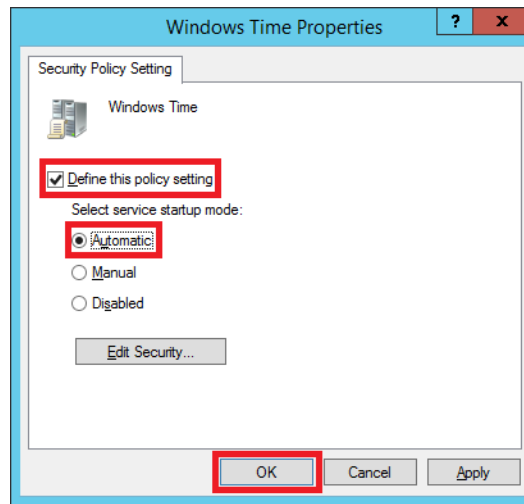 Windows Time Properties
? x
Security Policy Setting
Windows Time
Define this policy setting
Select service startup mode:
Automatic
Manual
Disabled
Edit Security...
OK Cancel Apply